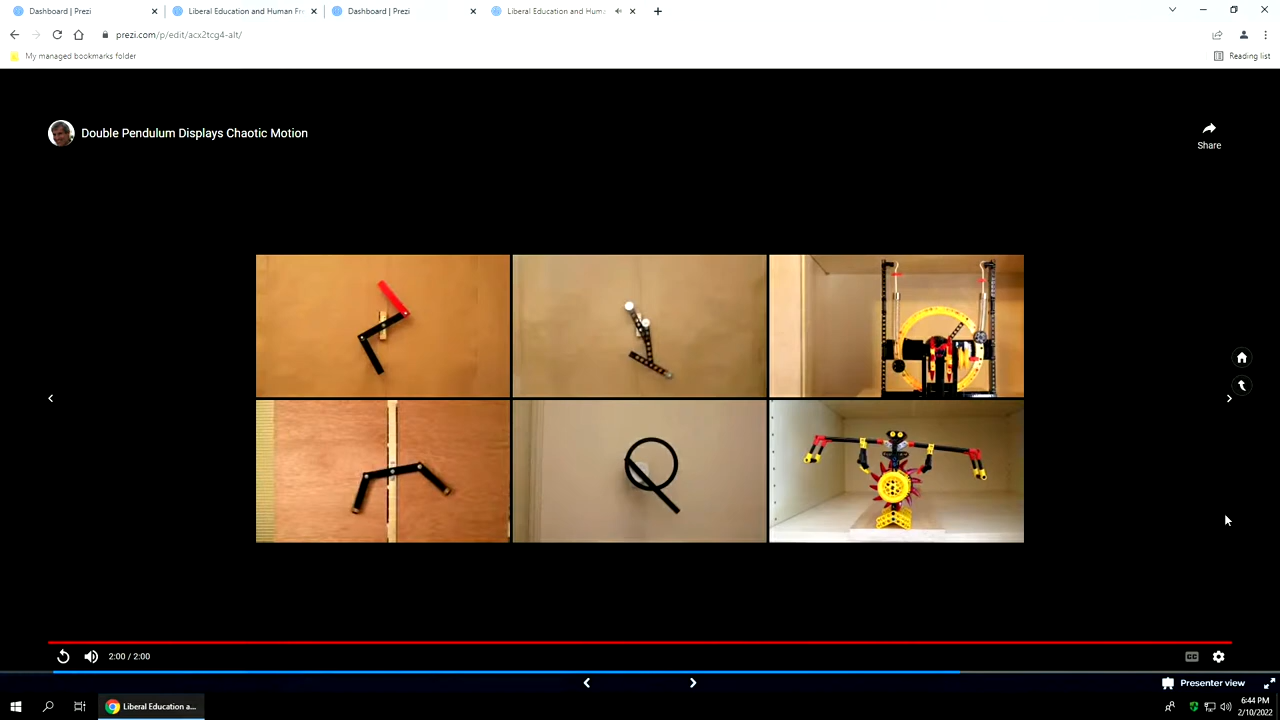 Dashboard | Prezi
Liberal Education and Human Fr
Dashboard | Prezi
Liberal Education and Huma
prezi.com/p/edit/acx2tcg4-alt/
My managed bookmarks folder
Reading list
Double Pendulum Displays Chaotic Motion
Share
2:00 / 2:00
CC
Presenter view
Liberal Education a...
6:44 PM
2/10/2022